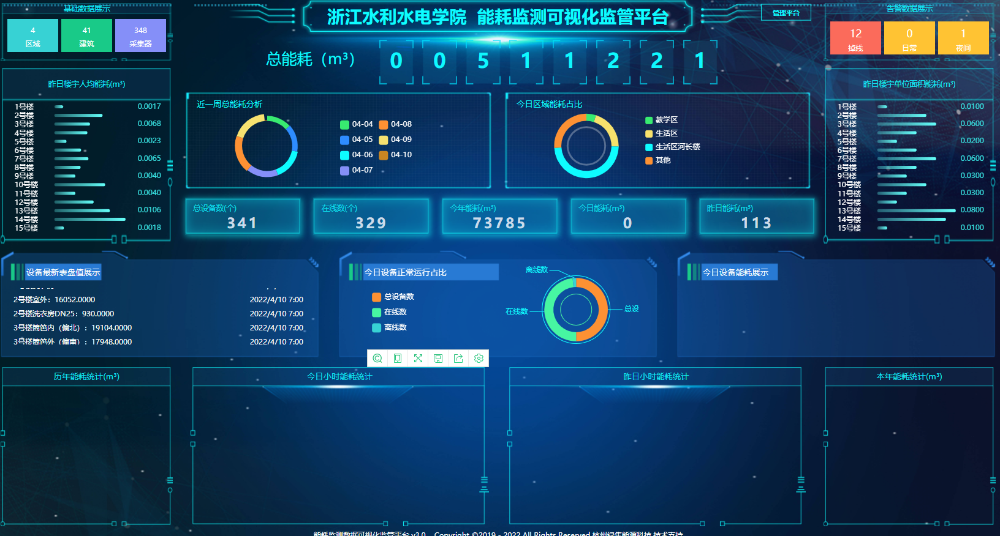 基础数据展示
4
区域
41
建筑
348
采集器
浙江水利水电学院 能耗监测可视化监管平台
管理平台
告警数据展示
12
掉线
0
日常
1
夜间
总能耗（m³）
0 0 5 1 1 2 2 1
昨日楼宇人均能耗(m³)
1号楼 0.0017
2号楼
3号楼 0.0068
4号楼
5号楼 0.0023
6号楼
7号楼 0.0065
8号楼
9号楼 0.0040
10号楼
11号楼 0.0040
12号楼
13号楼 0.0106
14号楼
15号楼 0.0018
近一周总能耗分析
04-04 04-08
04-05 04-09
04-06 04-10
04-07
今日区域能耗占比
教学区
生活区
生活区河长楼
其他
昨日楼宇单位面积能耗(m³)
1号楼 0.0100
2号楼
3号楼 0.0600
4号楼
5号楼 0.0200
6号楼
7号楼 0.0600
8号楼
9号楼 0.0300
10号楼
11号楼 0.0300
12号楼
13号楼 0.0800
14号楼
15号楼 0.0100
总设备数(个)
341
在线数(个)
329
今年能耗(m³)
73785
今日能耗(m³)
0
昨日能耗(m³)
113
设备最新表盘值展示
2号楼室外：16052.0000 2022/4/10 7:00
2号楼洗衣房DN25：930.0000 2022/4/10 7:00
3号楼篱笆内（偏北）：19104.0000 2022/4/10 7:00
3号楼篱笆外（偏南）：17948.0000 2022/4/10 7:00
今日设备正常运行占比
总设备数
在线数
离线数
离线数
在线数
总设
今日设备能耗展示
历年能耗统计(m³)
今日小时能耗统计
昨日小时能耗统计
本年能耗统计(m³)
能耗监测数据可视化监管平台 v3.0 Copyright ©2019 - 2022 All Rights Reserved 杭州绿隼能源科技 技术支持